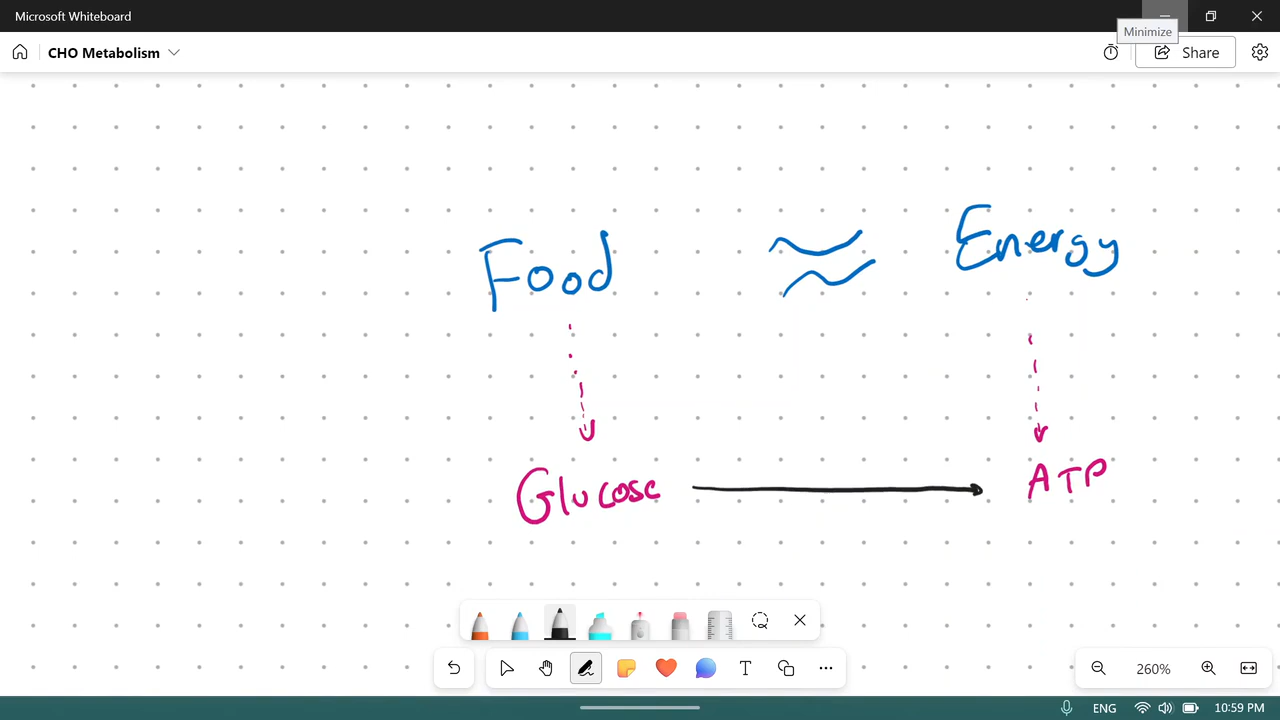 Microsoft Whiteboard
Minimize
CHO Metabolism
Share
Food ≈ Energy
Glucose → ATP
260%
ENG 10:59 PM